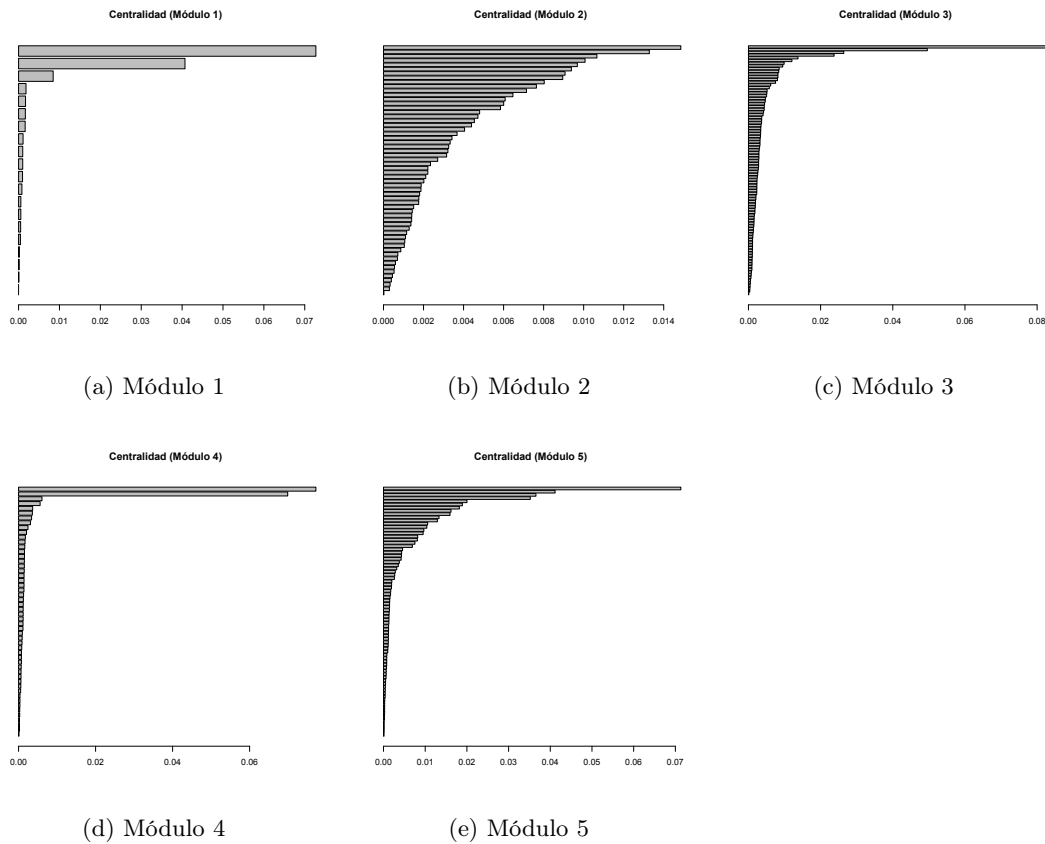 Centralidad (Módulo 1)
Centralidad (Módulo 2)
Centralidad (Módulo 3)
0.00 0.01 0.02 0.03 0.04 0.05 0.06 0.07
0.000 0.002 0.004 0.006 0.008 0.010 0.012 0.014
0.00 0.02 0.04 0.06 0.08
(a) Módulo 1
(b) Módulo 2
(c) Módulo 3
Centralidad (Módulo 4)
Centralidad (Módulo 5)
0.00 0.02 0.04 0.06
0.00 0.01 0.02 0.03 0.04 0.05 0.06 0.07
(d) Módulo 4
(e) Módulo 5